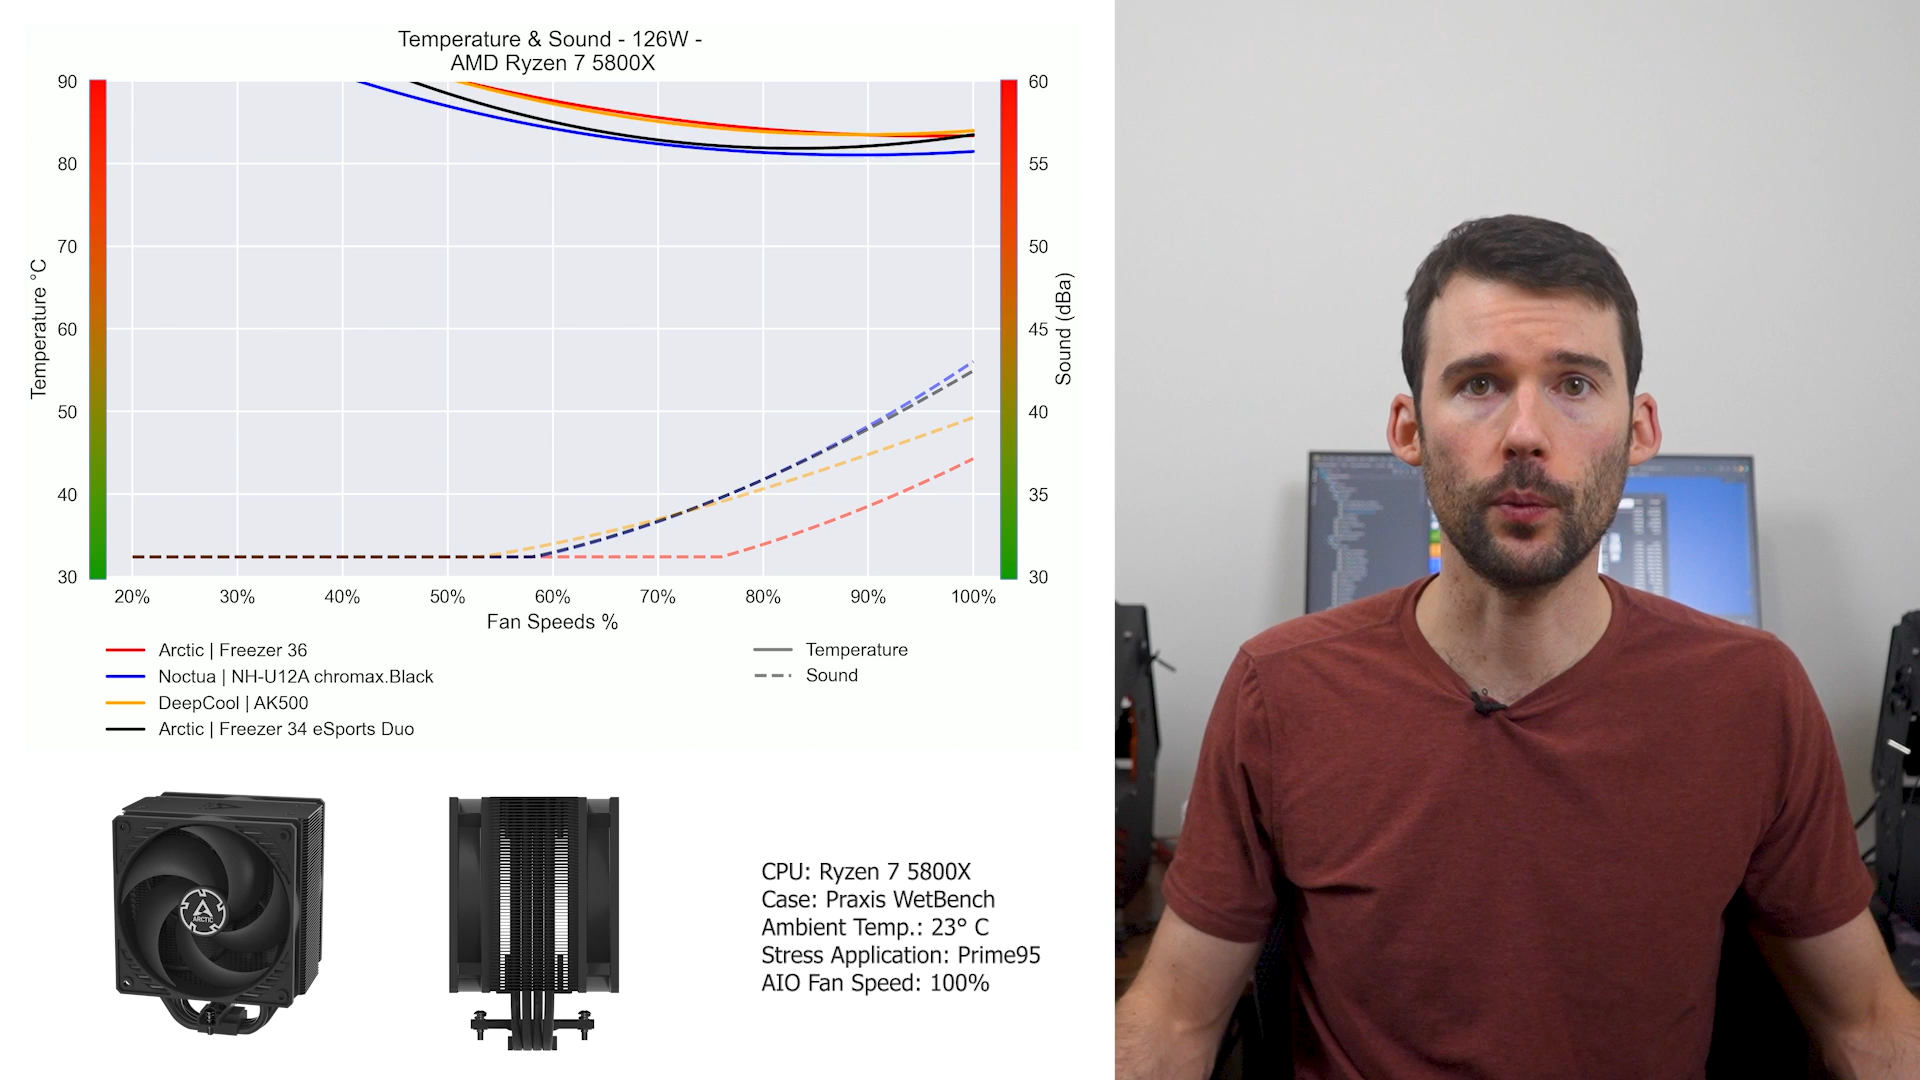 Temperature & Sound - 126W -
AMD Ryzen 7 5800X
90
80
70
60
50
40
30
Temperature °C
60
55
50
45
40
35
30
Sound (dBa)
20% 30% 40% 50% 60% 70% 80% 90% 100%
Fan Speeds %
Arctic | Freezer 36
Noctua | NH-U12A chromax.Black
DeepCool | AK500
Arctic | Freezer 34 eSports Duo
Temperature
Sound
ARCTIC
CPU: Ryzen 7 5800X
Case: Praxis WetBench
Ambient Temp.: 23° C
Stress Application: Prime95
AIO Fan Speed: 100%